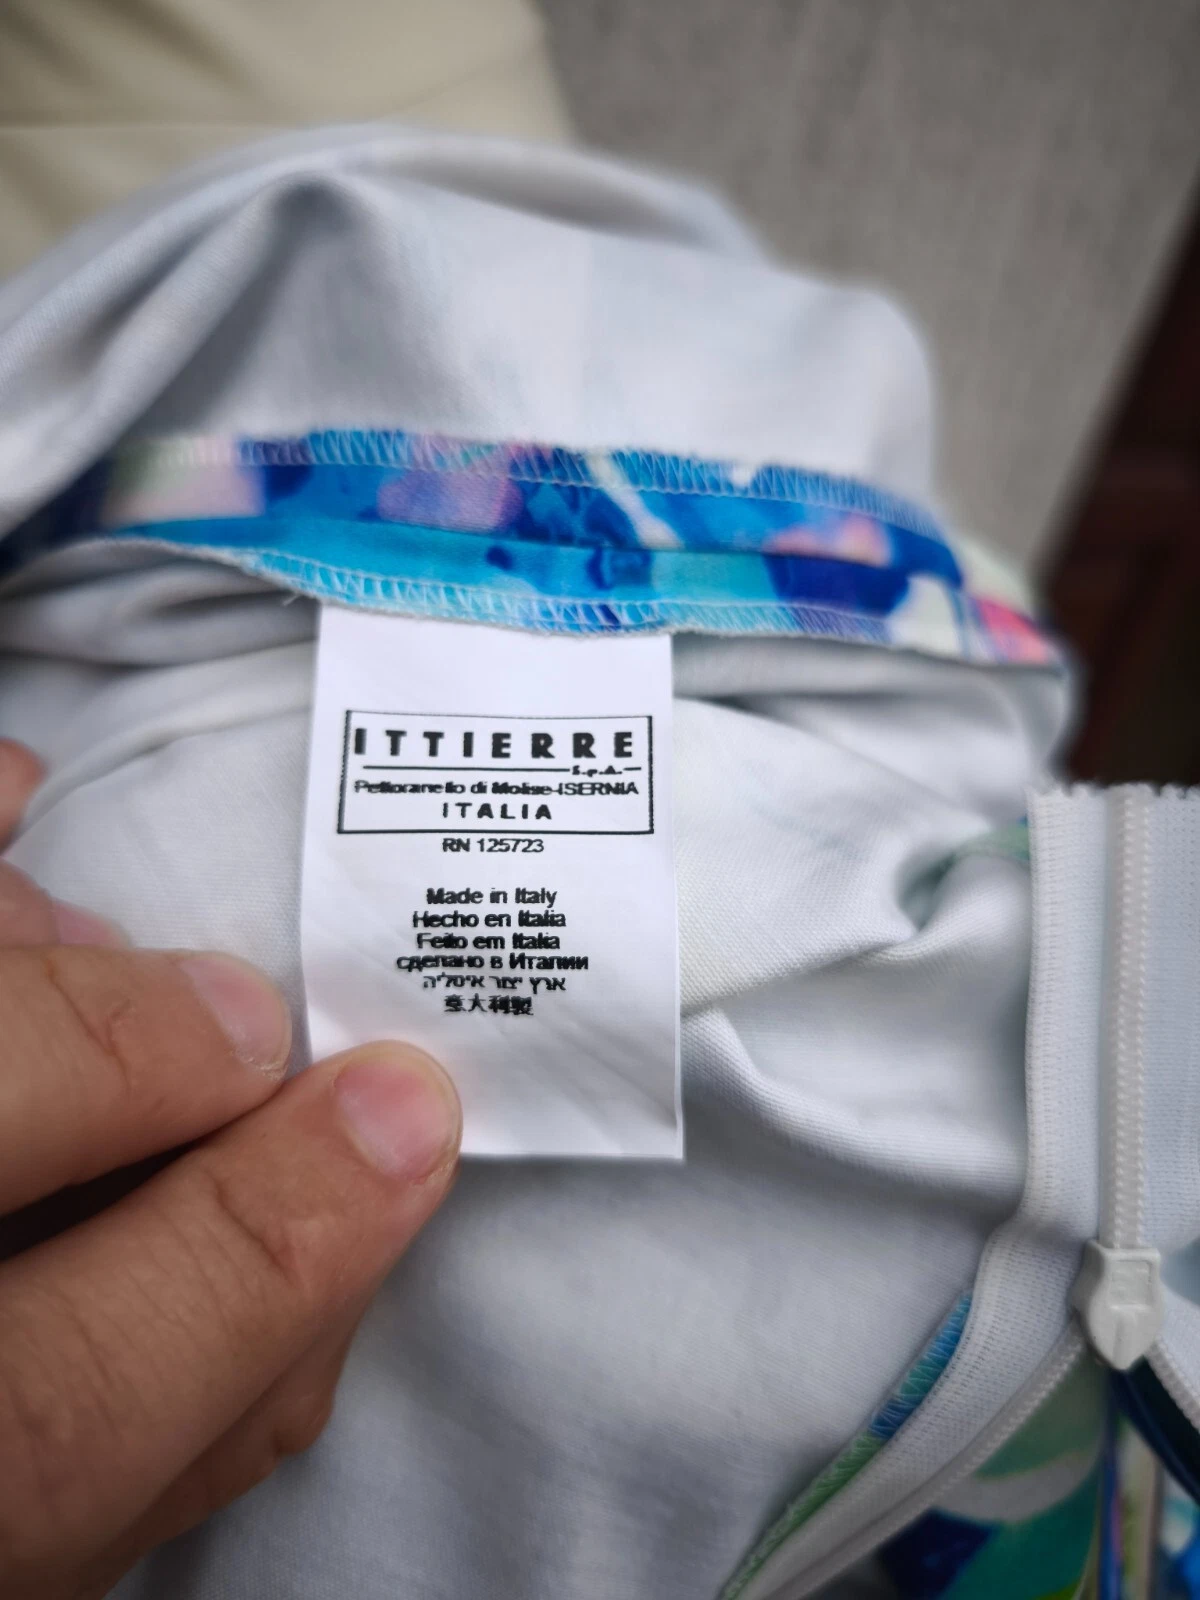 ITTIERRE
S.p.A.
Pettoranello di Molise-ISERNIA
ITALIA
RN 125723
Made in Italy
Hecho en Italia
Feito em Italia
сделано в Италии
ארץ יצור איטליה
意大利製